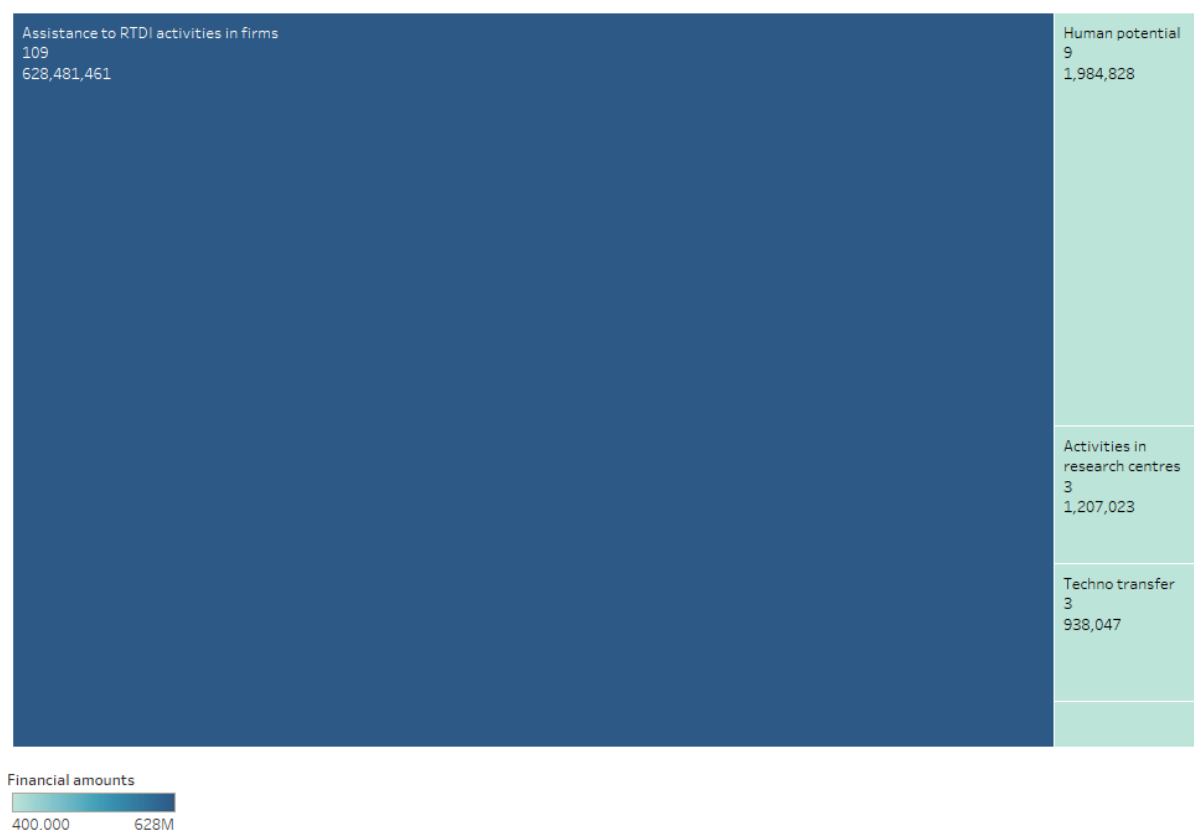 Assistance to RTDI activities in firms
109
628,481,461
Human potential
9
1,984,828
Activities in
research centres
3
1,207,023
Techno transfer
3
938,047
Financial amounts
400.000 628M